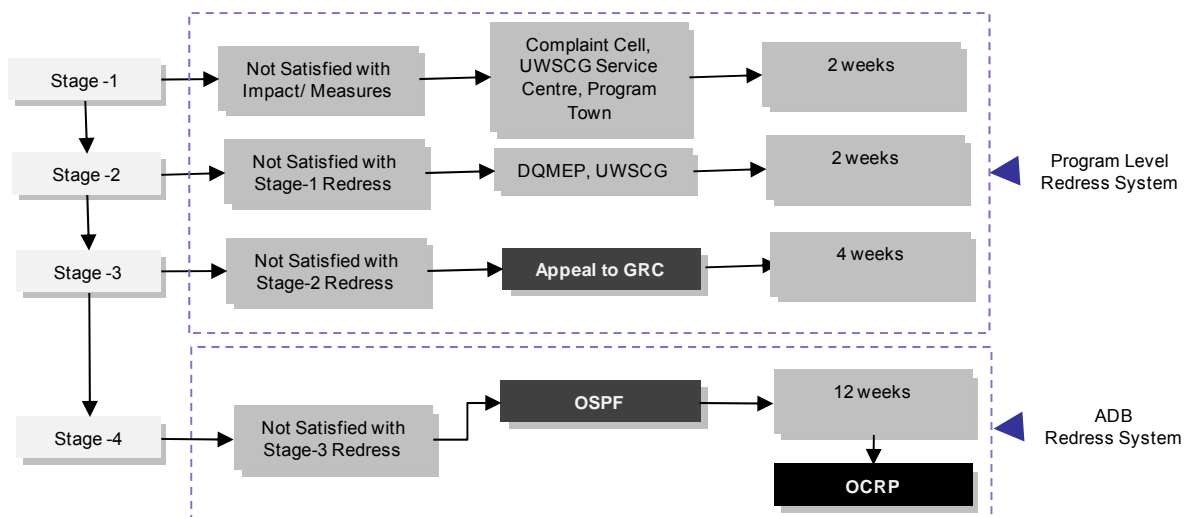 Stage -1
Not Satisfied with
Impact/ Measures
Complaint Cell,
UWSCG Service
Centre, Program
Town
2 weeks
Stage -2
Not Satisfied with
Stage-1 Redress
DQMEP, UWSCG
2 weeks
Program Level
Redress System
Stage -3
Not Satisfied with
Stage-2 Redress
Appeal to GRC
4 weeks
Stage -4
Not Satisfied with
Stage-3 Redress
OSPF
12 weeks
OCRP
ADB
Redress System